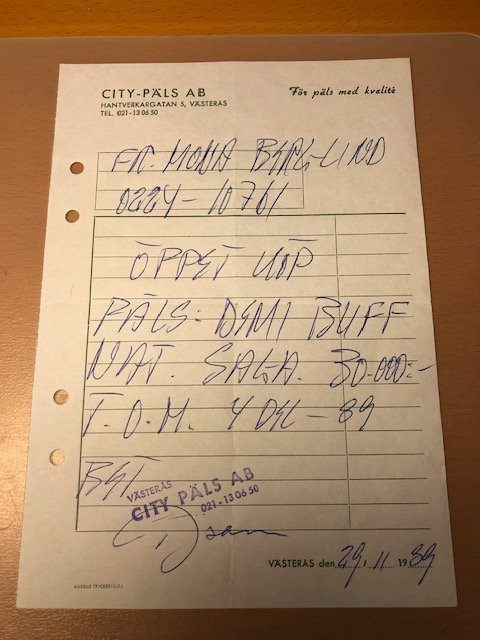 CITY-PÄLS AB
För päls med kvalité
HANTVERKARGATAN 5, VÄSTERÅS
TEL. 021-13 06 50
FR. MONA BERGLIND
0224-10761
ÖPPET KÖP
PÄLS: DEMI BUFF
NAT. SAGA. 30.000:-
T.O.M. 4 DEC - 89
BST
VÄSTERÅS
CITY PÄLS AB
021-13 06 50
VÄSTERÅS den 29/11 1989